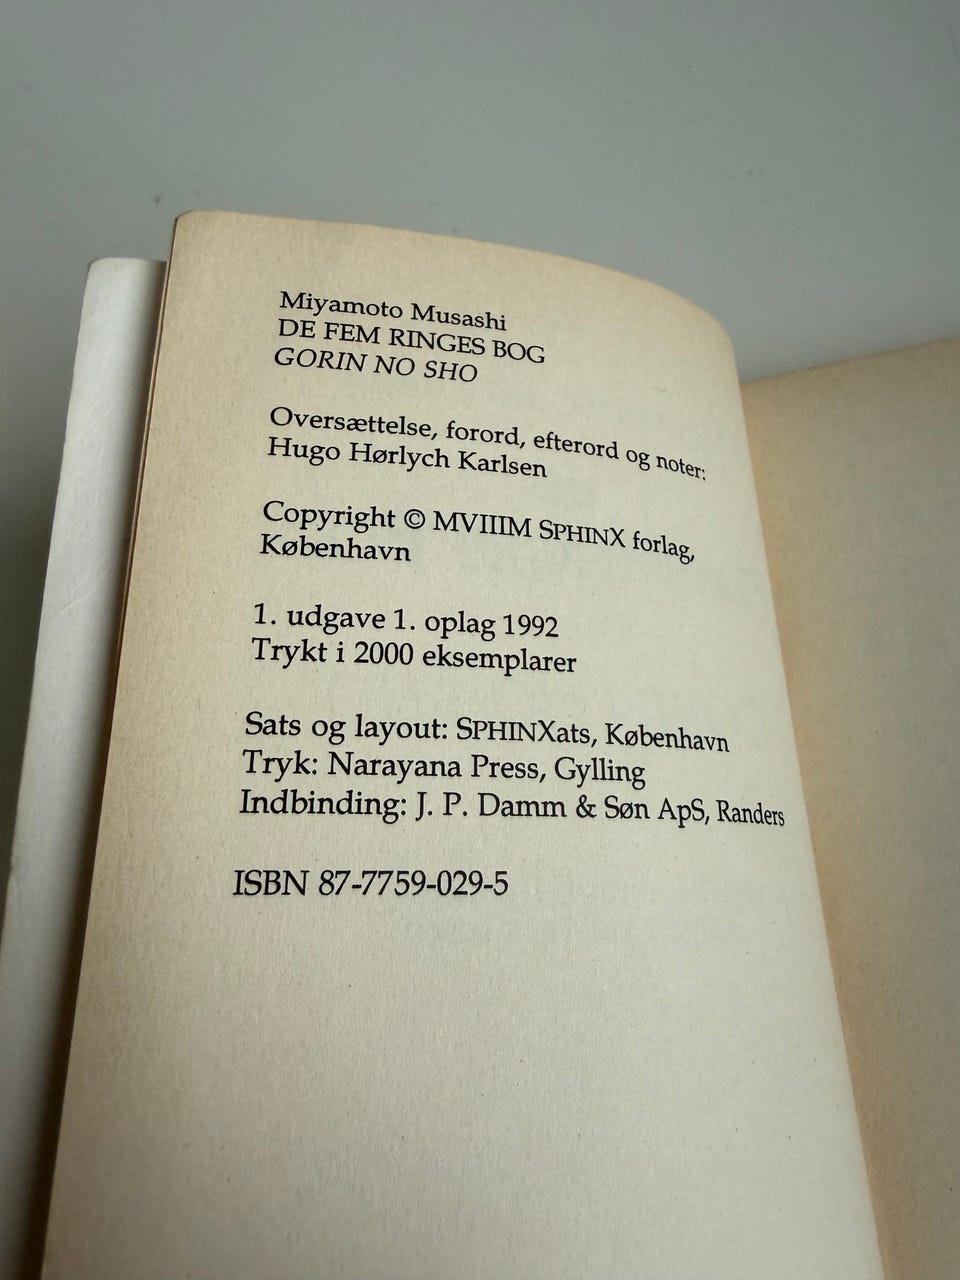 Miyamoto Musashi
DE FEM RINGES BOG
GORIN NO SHO
Oversættelse, forord, efterord og noter:
Hugo Hørlych Karlsen
Copyright © MVIIIM SPHINX forlag,
København
1. udgave 1. oplag 1992
Trykt i 2000 eksemplarer
Sats og layout: SPHINXats, København
Tryk: Narayana Press, Gylling
Indbinding: J. P. Damm & Søn ApS, Randers
ISBN 87-7759-029-5